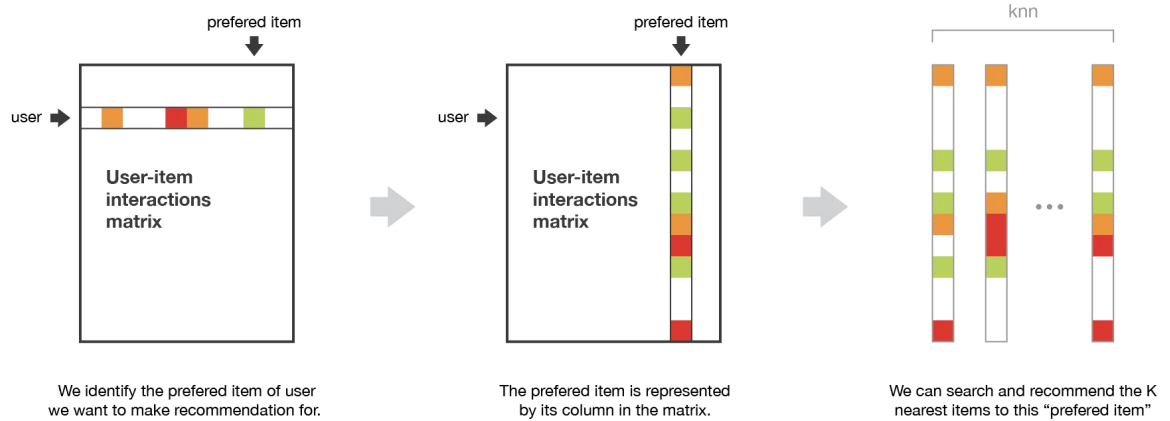 prefered item
user
User-item
interactions
matrix
We identify the prefered item of user
we want to make recommendation for.
prefered item
user
User-item
interactions
matrix
The prefered item is represented
by its column in the matrix.
knn
We can search and recommend the K
nearest items to this “prefered item”